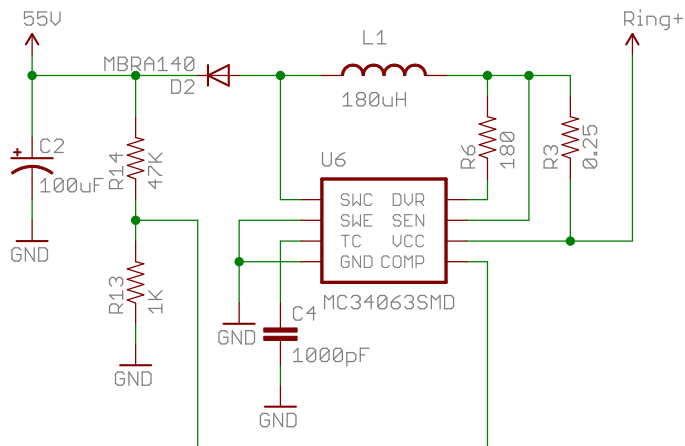 55V
Ring+
L1
MBRA140
D2
180uH
C2
100uF
R14
47K
R6
180
R3
0.25
U6
SWC DVR
SWE SEN
TC VCC
GND COMP
MC34063SMD
GND
R13
1K
C4
GND
1000pF
GND
GND